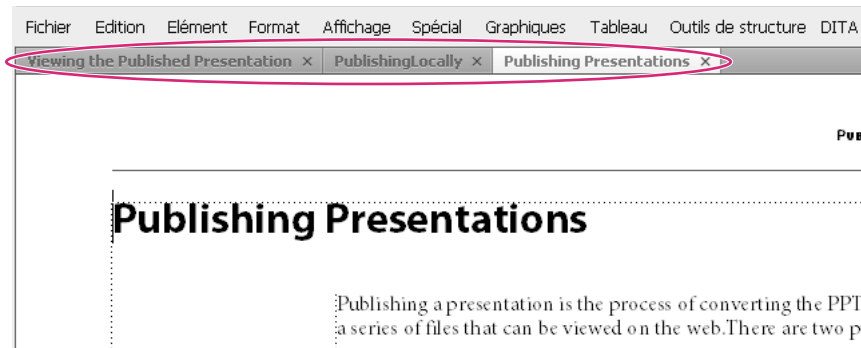 Fichier Edition Elément Format Affichage Spécial Graphiques Tableau Outils de structure DITA
Viewing the Published Presentation × PublishingLocally × Publishing Presentations ×
Publishing Presentations
Publishing a presentation is the process of converting the PPT
a series of files that can be viewed on the web.There are two